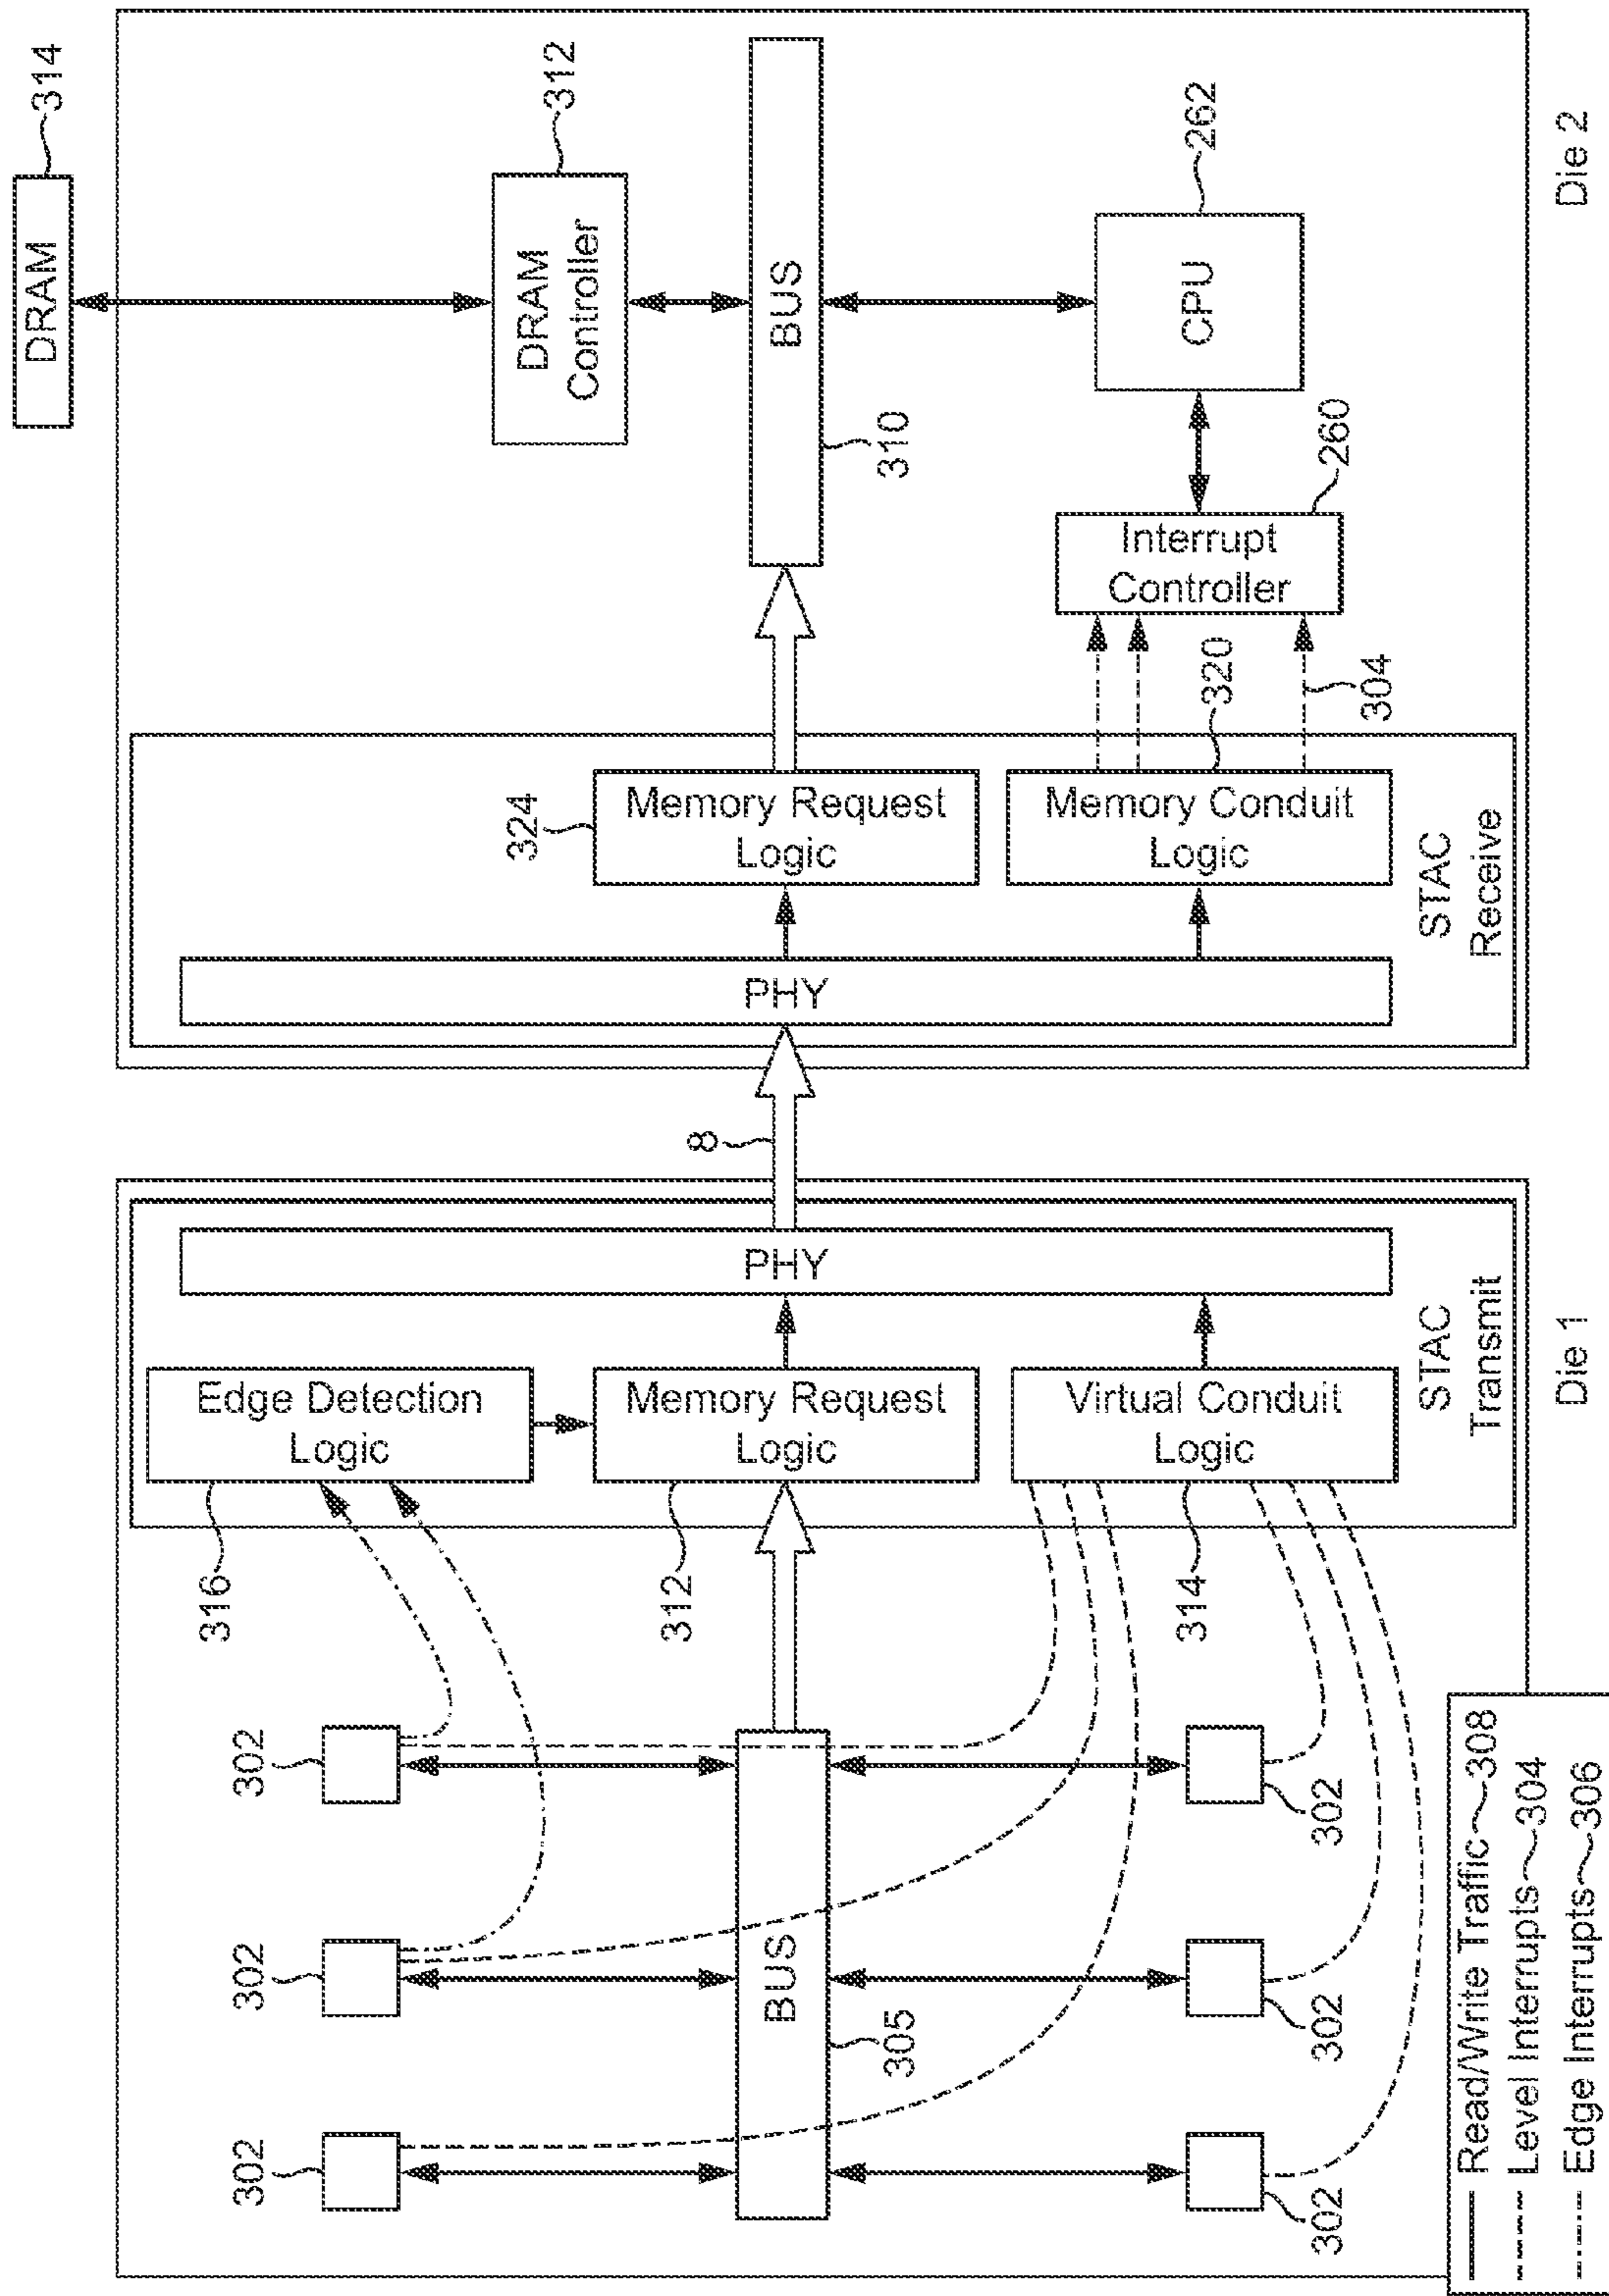 DRAM
314
DRAM
Controller
312
BUS
310
CPU
262
Interrupt
Controller
260
304
320
324
Memory Request
Logic
Memory Conduit
Logic
PHY
STAC
Receive
Die 2
8
PHY
Edge Detection
Logic
Memory Request
Logic
Virtual Conduit
Logic
STAC
Transmit
Die 1
316
312
314
302
302
302
BUS
305
302
302
302
Read/Write Traffic~308
Level Interrupts~304
Edge Interrupts~306